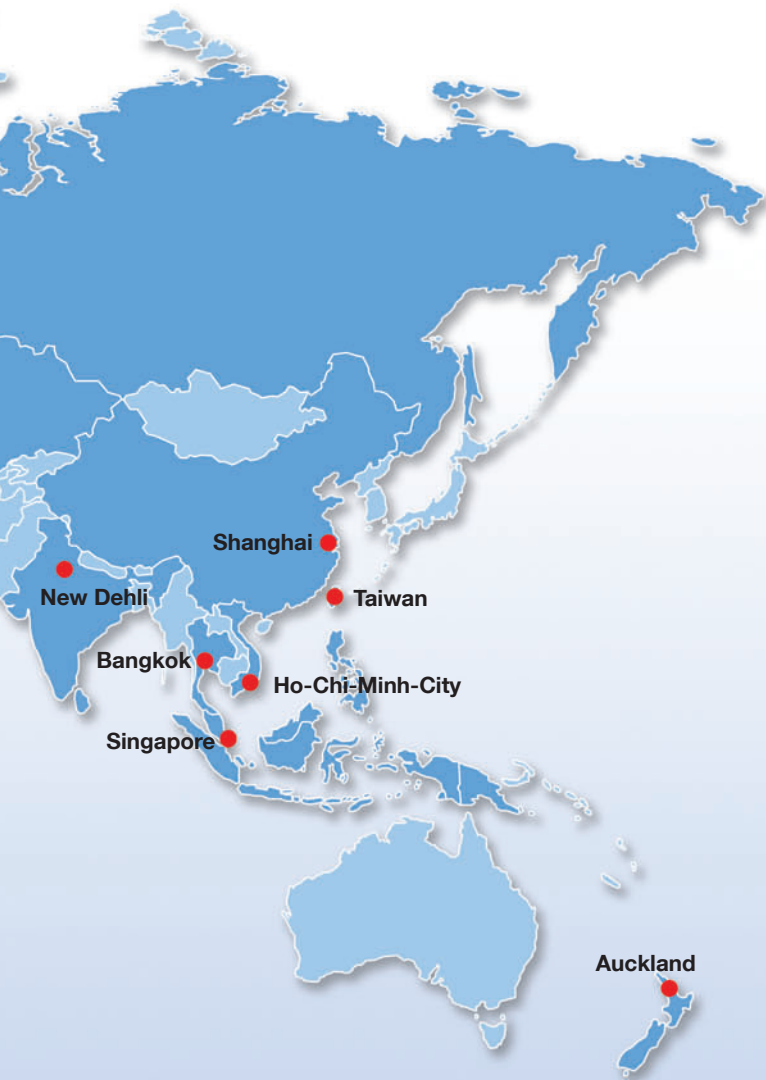 Shanghai
New Dehli
Taiwan
Bangkok
Ho-Chi-Minh-City
Singapore
Auckland